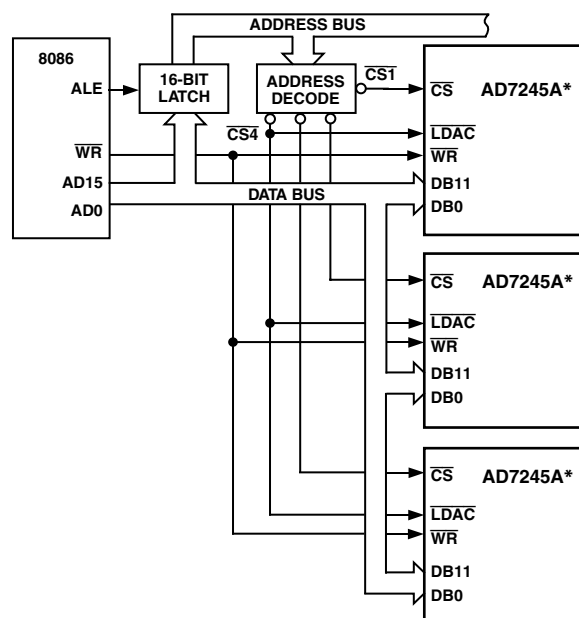 ADDRESS BUS
8086
ALE
16-BIT
LATCH
ADDRESS
DECODE
CS1
CS
AD7245A*
CS4
LDAC
WR
WR
AD15
DB11
DATA BUS
AD0
DB0
CS
AD7245A*
LDAC
WR
DB11
DB0
CS
AD7245A*
LDAC
WR
DB11
DB0